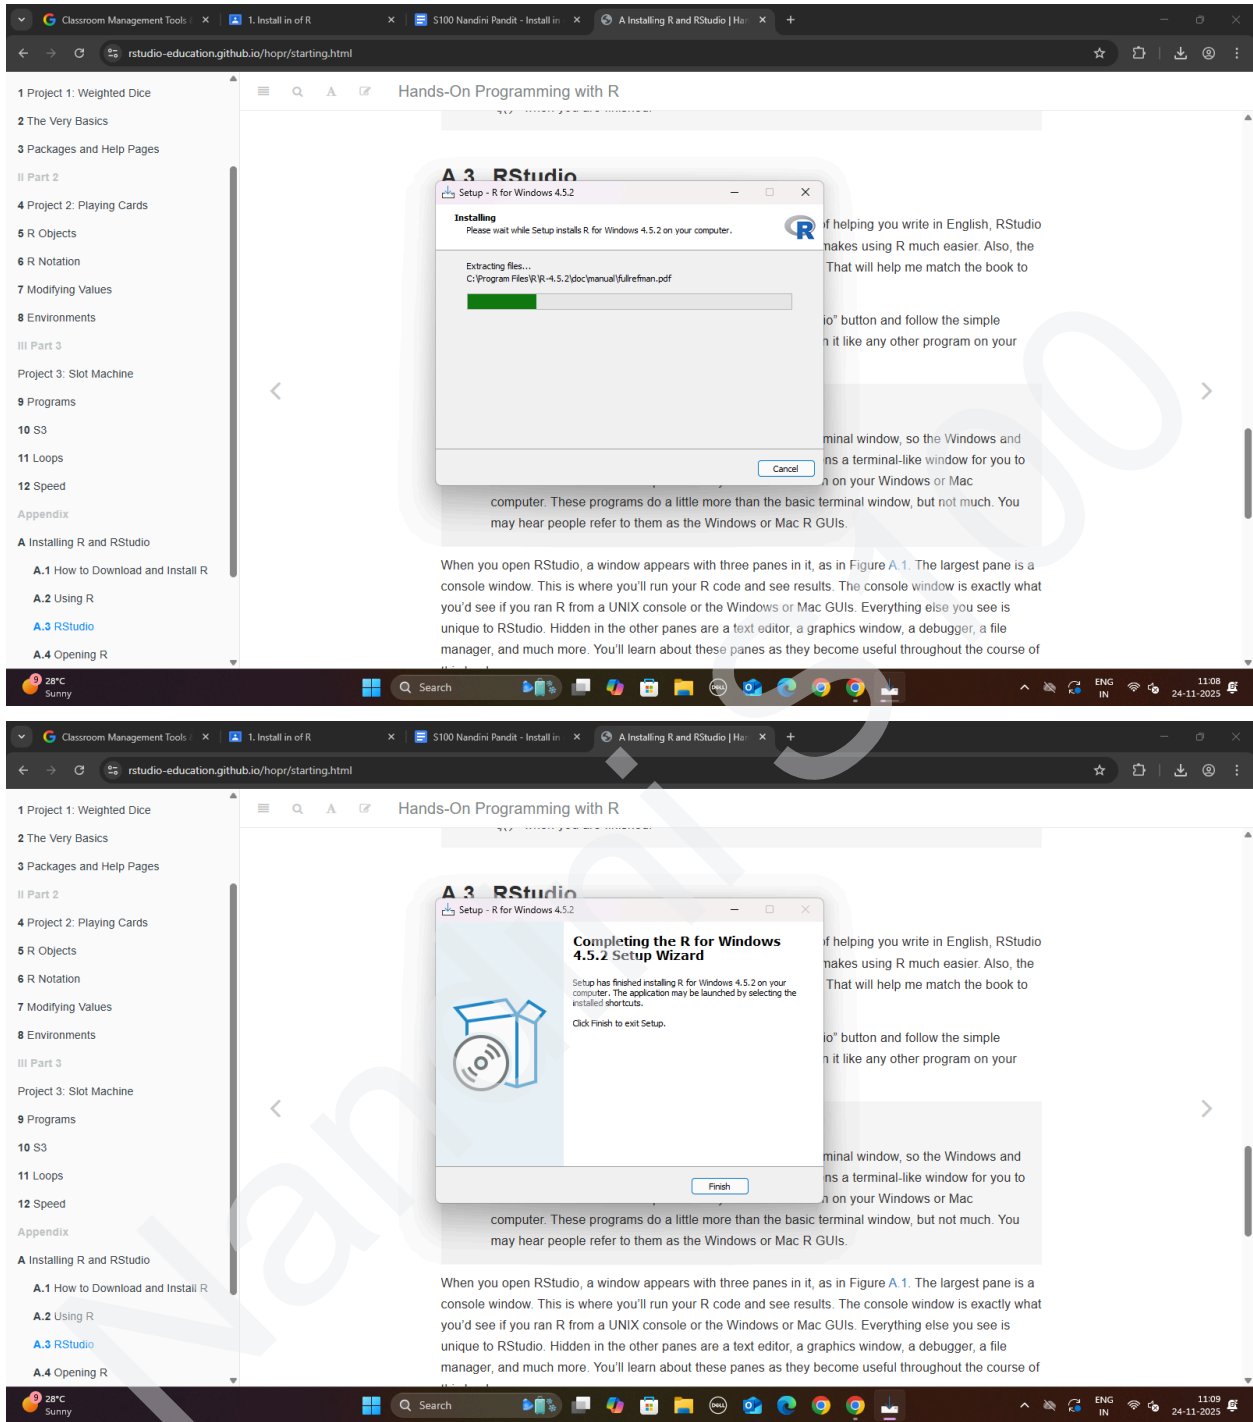 Classroom Management Tools
1. Install in of R
S100 Nandini Pandit - Install in
A Installing R and RStudio | Han
rstudio-education.github.io/hopr/starting.html
1 Project 1: Weighted Dice
2 The Very Basics
3 Packages and Help Pages
II Part 2
4 Project 2: Playing Cards
5 R Objects
6 R Notation
7 Modifying Values
8 Environments
III Part 3
Project 3: Slot Machine
9 Programs
10 S3
11 Loops
12 Speed
Appendix
A Installing R and RStudio
A.1 How to Download and Install R
A.2 Using R
A.3 RStudio
A.4 Opening R
Hands-On Programming with R
A.3 RStudio
Setup - R for Windows 4.5.2
Installing
Please wait while Setup installs R for Windows 4.5.2 on your computer.
R
Extracting files...
C:\Program Files\R\R-4.5.2\doc\manual\fullrefman.pdf
Cancel
of helping you write in English, RStudio
makes using R much easier. Also, the
That will help me match the book to
io" button and follow the simple
it like any other program on your
minal window, so the Windows and
ns a terminal-like window for you to
on your Windows or Mac
computer. These programs do a little more than the basic terminal window, but not much. You
may hear people refer to them as the Windows or Mac R GUIs.
When you open RStudio, a window appears with three panes in it, as in Figure A.1. The largest pane is a
console window. This is where you'll run your R code and see results. The console window is exactly what
you'd see if you ran R from a UNIX console or the Windows or Mac GUIs. Everything else you see is
unique to RStudio. Hidden in the other panes are a text editor, a graphics window, a debugger, a file
manager, and much more. You'll learn about these panes as they become useful throughout the course of
9
28°C
Sunny
Search
DELL
ENG
IN
11:08
24-11-2025
Classroom Management Tools
1. Install in of R
S100 Nandini Pandit - Install in
A Installing R and RStudio | Han
rstudio-education.github.io/hopr/starting.html
1 Project 1: Weighted Dice
2 The Very Basics
3 Packages and Help Pages
II Part 2
4 Project 2: Playing Cards
5 R Objects
6 R Notation
7 Modifying Values
8 Environments
III Part 3
Project 3: Slot Machine
9 Programs
10 S3
11 Loops
12 Speed
Appendix
A Installing R and RStudio
A.1 How to Download and Install R
A.2 Using R
A.3 RStudio
A.4 Opening R
Hands-On Programming with R
A.3 RStudio
Setup - R for Windows 4.5.2
Completing the R for Windows
4.5.2 Setup Wizard
Setup has finished installing R for Windows 4.5.2 on your
computer. The application may be launched by selecting the
installed shortcuts.
Click Finish to exit Setup.
Finish
of helping you write in English, RStudio
makes using R much easier. Also, the
That will help me match the book to
io" button and follow the simple
it like any other program on your
minal window, so the Windows and
ns a terminal-like window for you to
on your Windows or Mac
computer. These programs do a little more than the basic terminal window, but not much. You
may hear people refer to them as the Windows or Mac R GUIs.
When you open RStudio, a window appears with three panes in it, as in Figure A.1. The largest pane is a
console window. This is where you'll run your R code and see results. The console window is exactly what
you'd see if you ran R from a UNIX console or the Windows or Mac GUIs. Everything else you see is
unique to RStudio. Hidden in the other panes are a text editor, a graphics window, a debugger, a file
manager, and much more. You'll learn about these panes as they become useful throughout the course of
9
28°C
Sunny
Search
DELL
ENG
IN
11:09
24-11-2025
Nandini S100